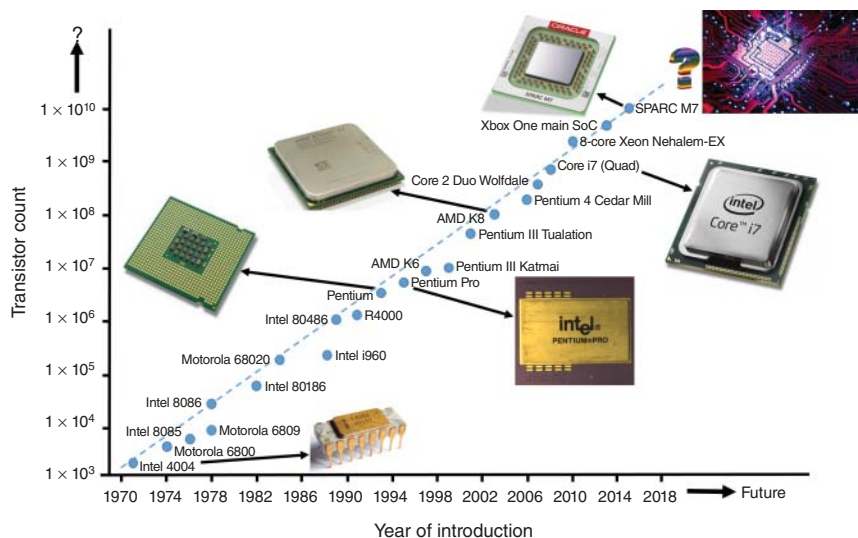 ?
ORACLE
SPARC M7
?
1 × 10¹⁰
SPARC M7
Xbox One main SoC
8-core Xeon Nehalem-EX
1 × 10⁹
Core i7 (Quad)
Core 2 Duo Wolfdale
Pentium 4 Cedar Mill
intel
Core™ i7
1 × 10⁸
AMD K8
Pentium III Tualation
Transistor count
1 × 10⁷
AMD K6
Pentium III Katmai
Pentium
Pentium Pro
1 × 10⁶
Intel 80486
R4000
intel®
PENTIUM®PRO
1 × 10⁵
Motorola 68020
Intel i960
Intel 80186
Intel 8086
1 × 10⁴
Intel 8085
Motorola 6809
Motorola 6800
Intel 4004
1 × 10³
1970 1974 1978 1982 1986 1990 1994 1998 2002 2006 2010 2014 2018
Future
Year of introduction